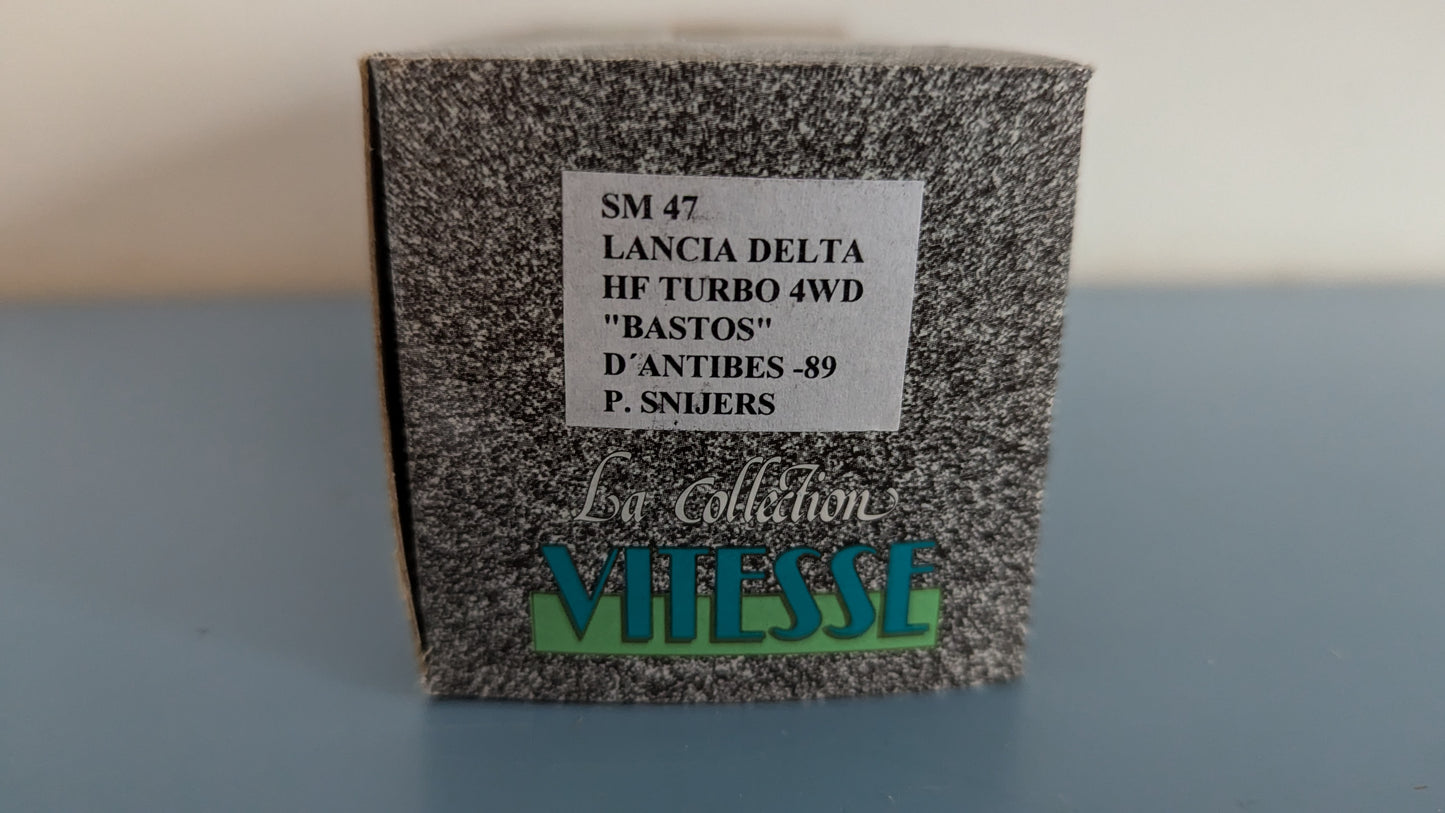 SM 47
LANCIA DELTA
HF TURBO 4WD
"BASTOS"
D´ANTIBES -89
P. SNIJERS
La collection
VITESSE